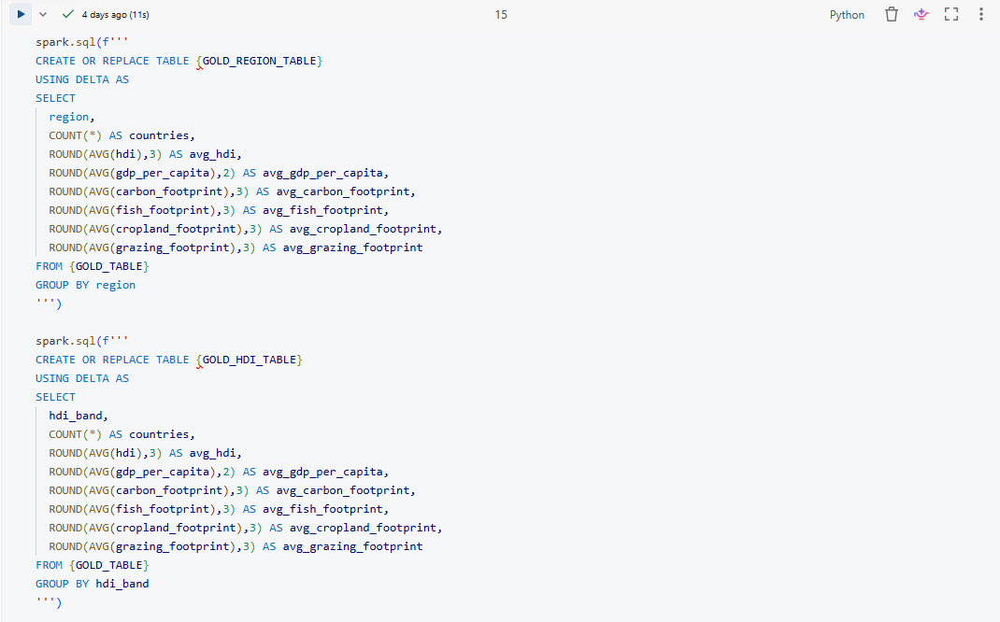 4 days ago (11s)
15
Python
spark.sql(f'''
CREATE OR REPLACE TABLE {GOLD_REGION_TABLE}
USING DELTA AS
SELECT
  region,
  COUNT(*) AS countries,
  ROUND(AVG(hdi),3) AS avg_hdi,
  ROUND(AVG(gdp_per_capita),2) AS avg_gdp_per_capita,
  ROUND(AVG(carbon_footprint),3) AS avg_carbon_footprint,
  ROUND(AVG(fish_footprint),3) AS avg_fish_footprint,
  ROUND(AVG(cropland_footprint),3) AS avg_cropland_footprint,
  ROUND(AVG(grazing_footprint),3) AS avg_grazing_footprint
FROM {GOLD_TABLE}
GROUP BY region
''')

spark.sql(f'''
CREATE OR REPLACE TABLE {GOLD_HDI_TABLE}
USING DELTA AS
SELECT
  hdi_band,
  COUNT(*) AS countries,
  ROUND(AVG(hdi),3) AS avg_hdi,
  ROUND(AVG(gdp_per_capita),2) AS avg_gdp_per_capita,
  ROUND(AVG(carbon_footprint),3) AS avg_carbon_footprint,
  ROUND(AVG(fish_footprint),3) AS avg_fish_footprint,
  ROUND(AVG(cropland_footprint),3) AS avg_cropland_footprint,
  ROUND(AVG(grazing_footprint),3) AS avg_grazing_footprint
FROM {GOLD_TABLE}
GROUP BY hdi_band
''')